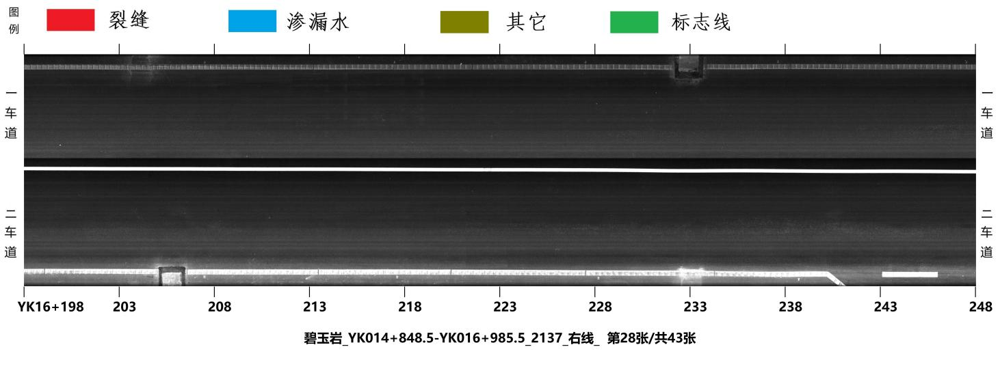 图例
裂缝 渗漏水 其它 标志线
一车道
一车道
二车道
二车道
YK16+198 203 208 213 218 223 228 233 238 243 248
碧玉岩_YK014+848.5-YK016+985.5_2137_右线_ 第28张/共43张